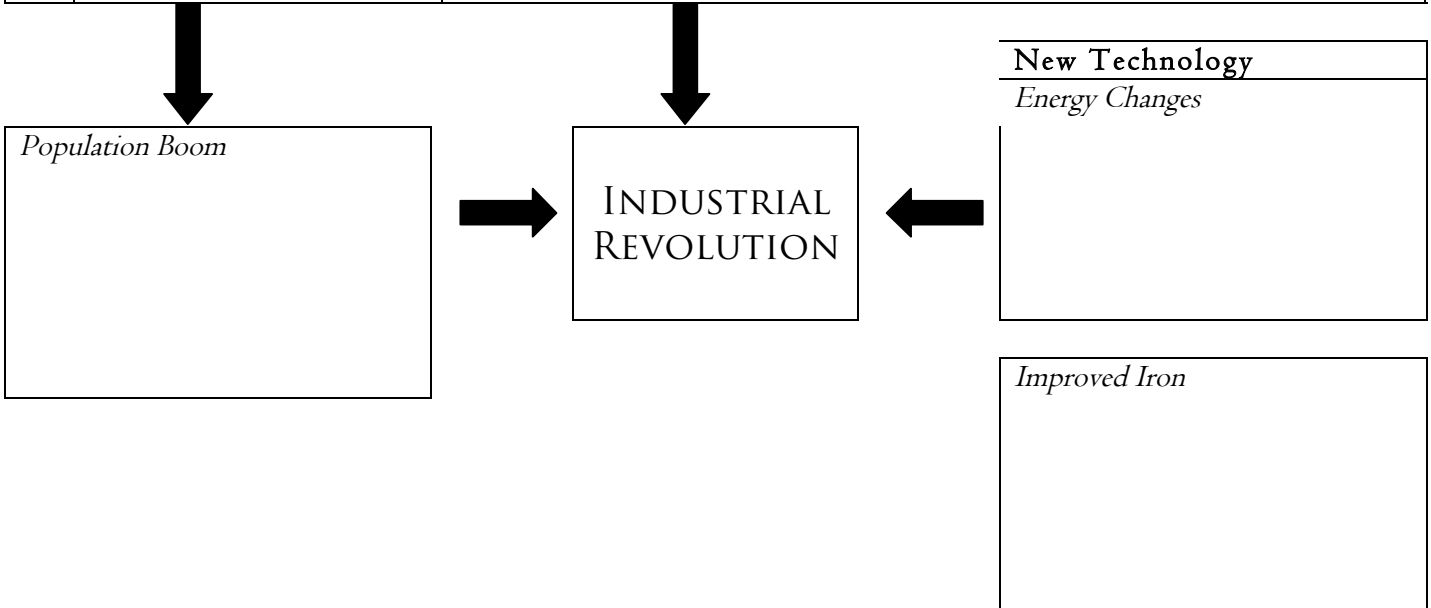 New Technology
Energy Changes
Population Boom
INDUSTRIAL
REVOLUTION
Improved Iron